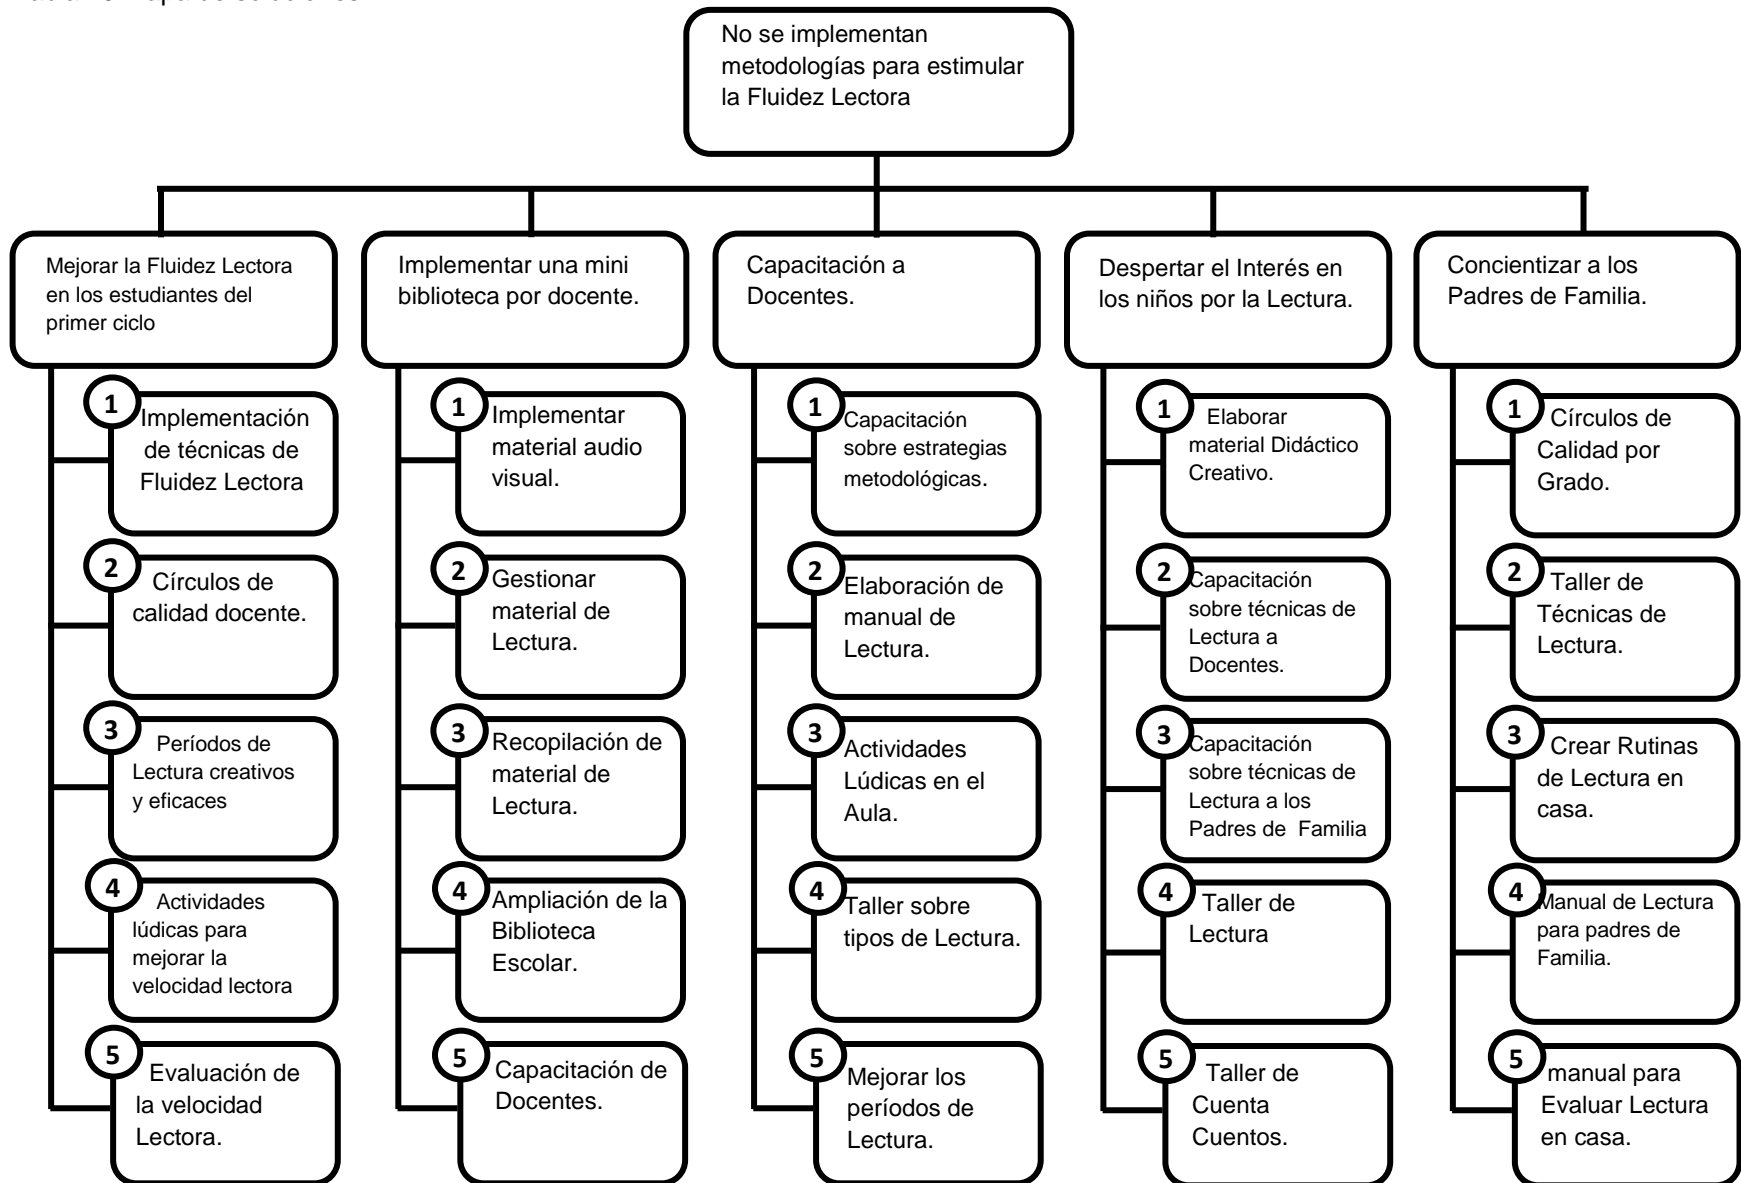 No se implementan
metodologías para estimular
la Fluidez Lectora
Mejorar la Fluidez Lectora
en los estudiantes del
primer ciclo
1
Implementación
de técnicas de
Fluidez Lectora
2
Círculos de
calidad docente.
3
Períodos de
Lectura creativos
y eficaces
4
Actividades
lúdicas para
mejorar la
velocidad lectora
5
Evaluación de
la velocidad
Lectora.
Implementar una mini
biblioteca por docente.
1
Implementar
material audio
visual.
2
Gestionar
material de
Lectura.
3
Recopilación de
material de
Lectura.
4
Ampliación de la
Biblioteca
Escolar.
5
Capacitación de
Docentes.
Capacitación a
Docentes.
1
Capacitación
sobre estrategias
metodológicas.
2
Elaboración de
manual de
Lectura.
3
Actividades
Lúdicas en el
Aula.
4
Taller sobre
tipos de Lectura.
5
Mejorar los
períodos de
Lectura.
Despertar el Interés en
los niños por la Lectura.
1
Elaborar
material Didáctico
Creativo.
2
Capacitación
sobre técnicas de
Lectura a
Docentes.
3
Capacitación
sobre técnicas de
Lectura a los
Padres de Familia
4
Taller de
Lectura
5
Taller de
Cuenta
Cuentos.
Concientizar a los
Padres de Familia.
1
Círculos de
Calidad por
Grado.
2
Taller de
Técnicas de
Lectura.
3
Crear Rutinas
de Lectura en
casa.
4
Manual de Lectura
para padres de
Familia.
5
manual para
Evaluar Lectura
en casa.